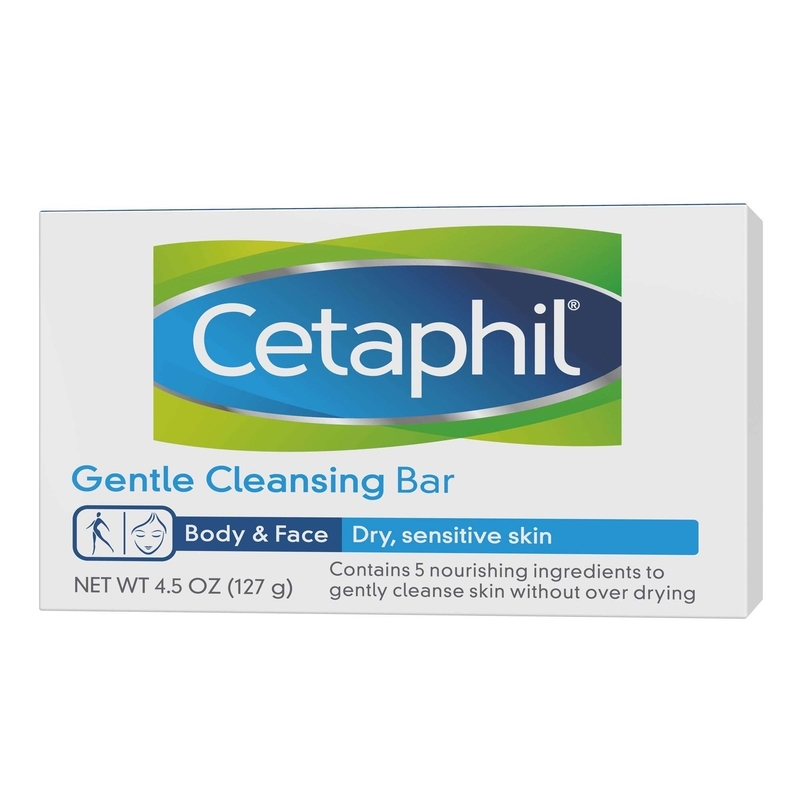 Cetaphil®
Gentle Cleansing Bar
Body & Face Dry, sensitive skin
NET WT 4.5 OZ (127 g)
Contains 5 nourishing ingredients to
gently cleanse skin without over drying